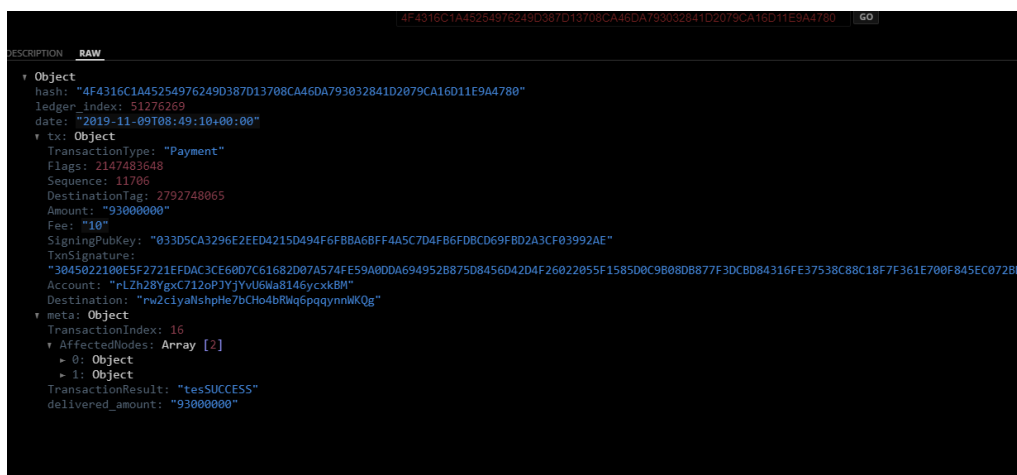 4F4316C1A45254976249D387D13708CA46DA793032841D2079CA16D11E9A4780 GO
DESCRIPTION RAW
▼ Object
hash: "4F4316C1A45254976249D387D13708CA46DA793032841D2079CA16D11E9A4780"
ledger_index: 51276269
date: "2019-11-09T08:49:10+00:00"
▼ tx: Object
TransactionType: "Payment"
Flags: 2147483648
Sequence: 11706
DestinationTag: 2792748065
Amount: "93000000"
Fee: "10"
SigningPubKey: "033D5CA3296E2EED4215D494F6FBBA6BFF4A5C7D4FB6FDBCD69FBD2A3CF03992AE"
TxnSignature:
"3045022100E5F2721EFDAC3CE60D7C61682D07A574FE59A0DDA694952B875D8456D42D4F26022055F1585D0C9B08DB877F3DCBD84316FE37538C88C18F7F361E700F845EC072B
Account: "rLZh28YgxC712oPJYjYvU6Wa8146ycxkBM"
Destination: "rw2ciyaNshpHe7bCHo4bRWq6pqqynnWKQg"
▼ meta: Object
TransactionIndex: 16
▼ AffectedNodes: Array [2]
► 0: Object
► 1: Object
TransactionResult: "tesSUCCESS"
delivered_amount: "93000000"